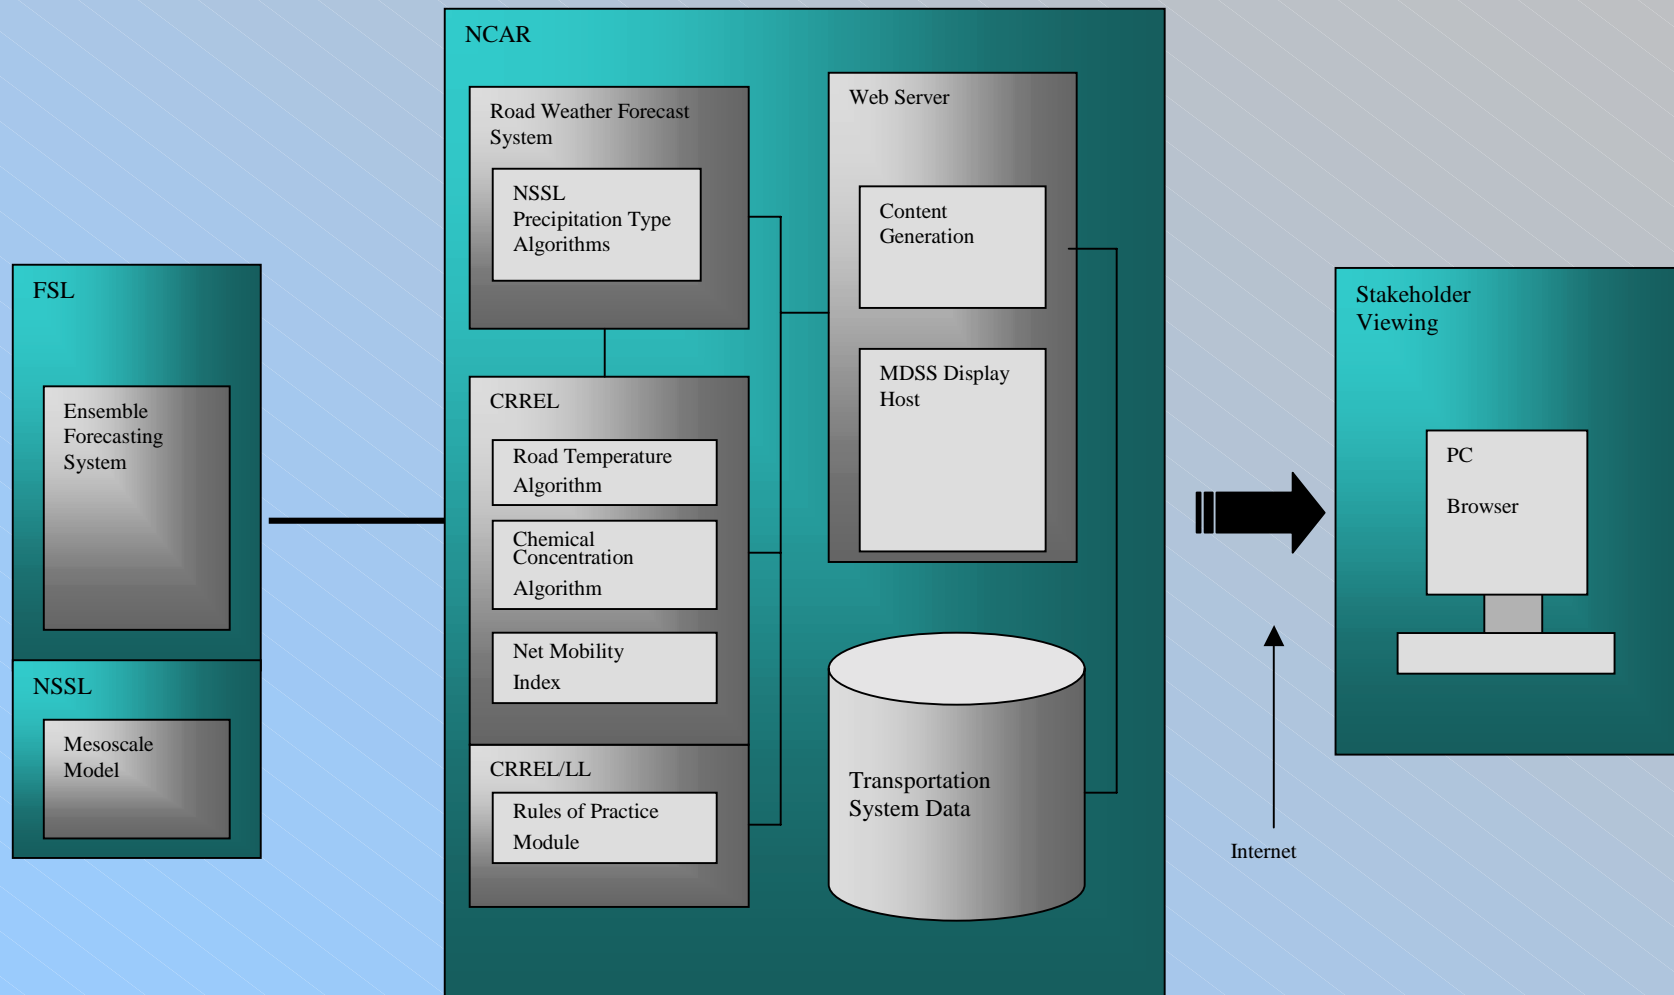 FSL
Ensemble
Forecasting
System
NSSL
Mesoscale
Model
NCAR
Road Weather Forecast
System
NSSL
Precipitation Type
Algorithms
CRREL
Road Temperature
Algorithm
Chemical
Concentration
Algorithm
Net Mobility
Index
CRREL/LL
Rules of Practice
Module
Web Server
Content
Generation
MDSS Display
Host
Transportation
System Data
Internet
Stakeholder
Viewing
PC
Browser